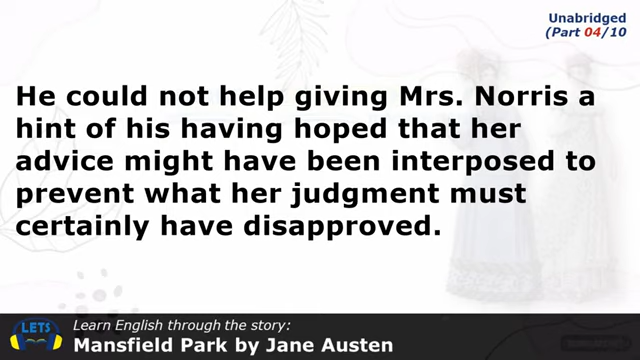 Unabridged
(Part 04/10
He could not help giving Mrs. Norris a
hint of his having hoped that her
advice might have been interposed to
prevent what her judgment must
certainly have disapproved.
LETS
Learn English through the story:
Mansfield Park by Jane Austen